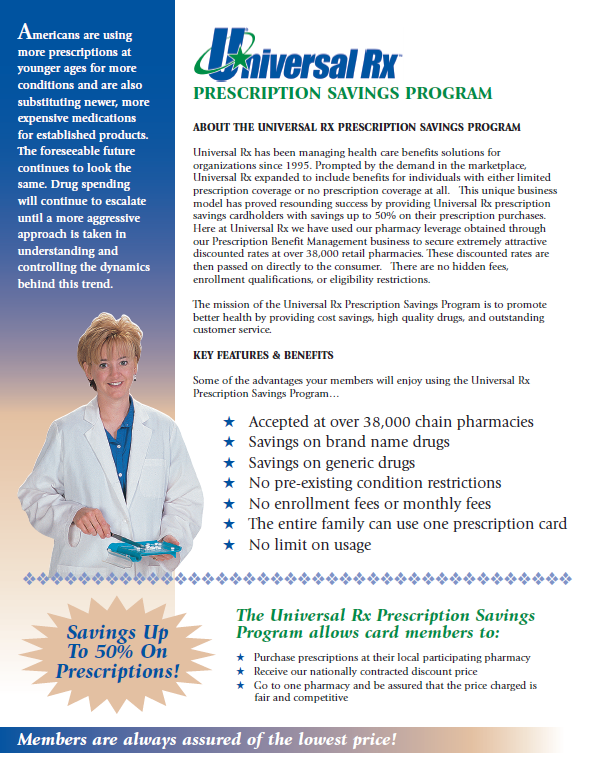 Americans are using
more prescriptions at
younger ages for more
conditions and are also
substituting newer, more
expensive medications
for established products.
The foreseeable future
continues to look the
same. Drug spending
will continue to escalate
until a more aggressive
approach is taken in
understanding and
controlling the dynamics
behind this trend.
Universal Rx
PRESCRIPTION SAVINGS PROGRAM
ABOUT THE UNIVERSAL RX PRESCRIPTION SAVINGS PROGRAM
Universal Rx has been managing health care benefits solutions for
organizations since 1995. Prompted by the demand in the marketplace,
Universal Rx expanded to include benefits for individuals with either limited
prescription coverage or no prescription coverage at all. This unique business
model has proved resounding success by providing Universal Rx prescription
savings cardholders with savings up to 50% on their prescription purchases.
Here at Universal Rx we have used our pharmacy leverage obtained through
our Prescription Benefit Management business to secure extremely attractive
discounted rates at over 38,000 retail pharmacies. These discounted rates are
then passed on directly to the consumer. There are no hidden fees,
enrollment qualifications, or eligibility restrictions.
The mission of the Universal Rx Prescription Savings Program is to promote
better health by providing cost savings, high quality drugs, and outstanding
customer service.
KEY FEATURES & BENEFITS
Some of the advantages your members will enjoy using the Universal Rx
Prescription Savings Program…
★ Accepted at over 38,000 chain pharmacies
★ Savings on brand name drugs
★ Savings on generic drugs
★ No pre-existing condition restrictions
★ No enrollment fees or monthly fees
★ The entire family can use one prescription card
★ No limit on usage
Savings Up
To 50% On
Prescriptions!
The Universal Rx Prescription Savings
Program allows card members to:
★ Purchase prescriptions at their local participating pharmacy
★ Receive our nationally contracted discount price
★ Go to one pharmacy and be assured that the price charged is
fair and competitive
Members are always assured of the lowest price!